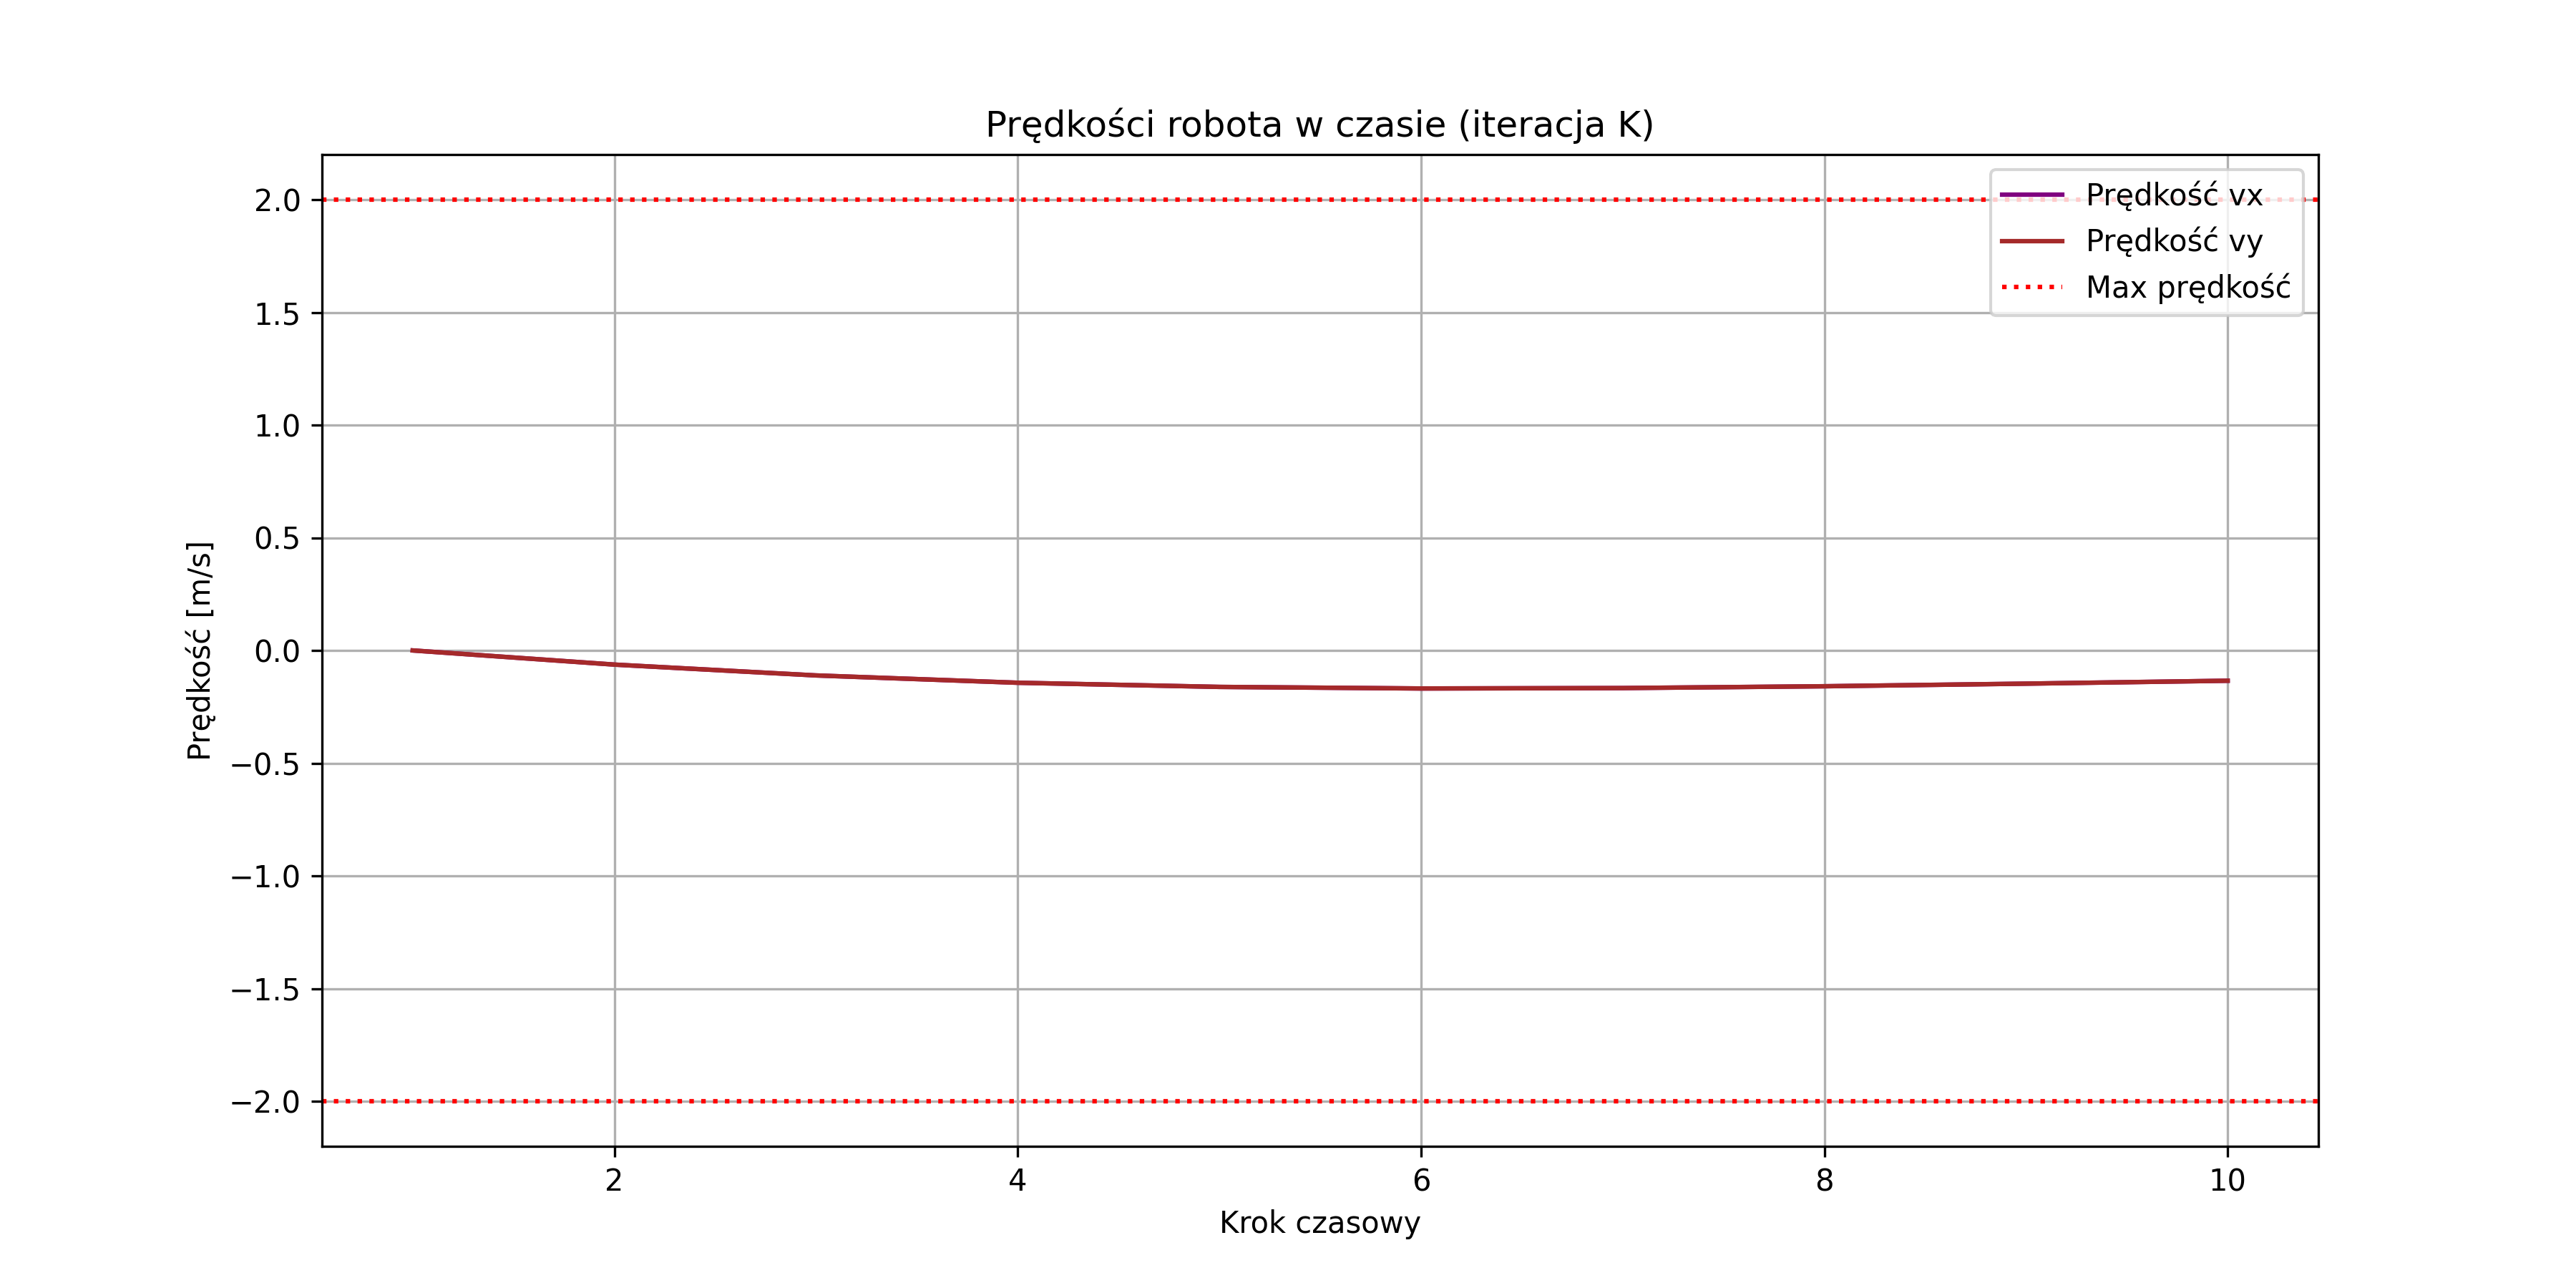 Prędkości robota w czasie (iteracja K)
Prędkość vx
Prędkość vy
Max prędkość
2.0
1.5
1.0
0.5
0.0
−0.5
−1.0
−1.5
−2.0
Prędkość [m/s]
2
4
6
8
10
Krok czasowy